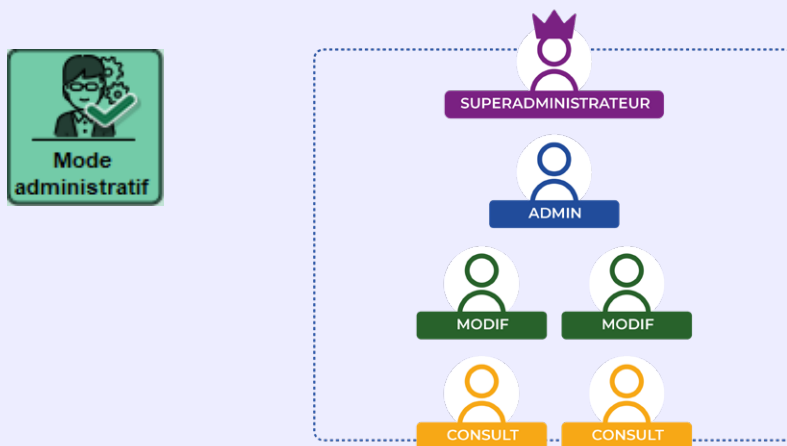 Mode
administratif
SUPERADMINISTRATEUR
ADMIN
MODIF
MODIF
CONSULT
CONSULT